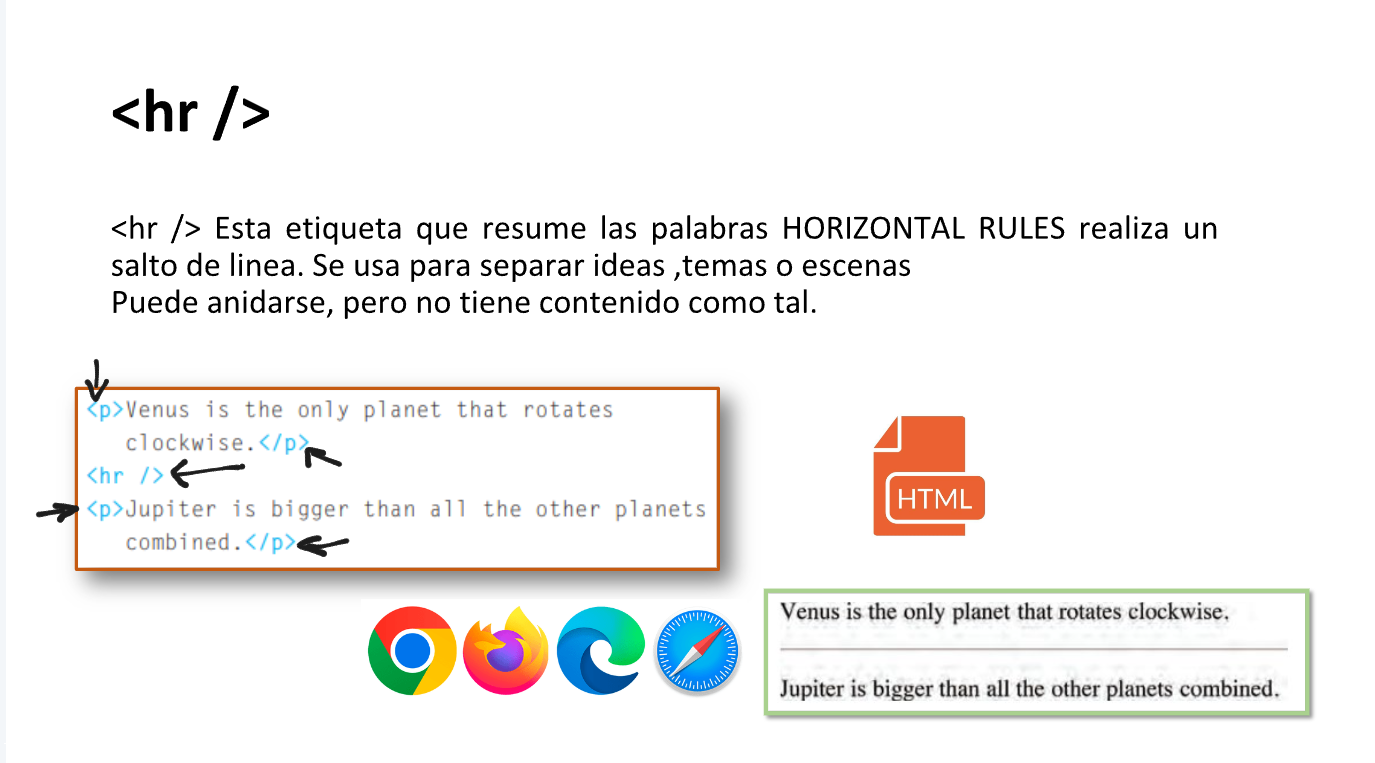 <hr />
<hr /> Esta etiqueta que resume las palabras HORIZONTAL RULES realiza un
salto de linea. Se usa para separar ideas ,temas o escenas
Puede anidarse, pero no tiene contenido como tal.
<p>Venus is the only planet that rotates
clockwise.</p>
<hr />
<p>Jupiter is bigger than all the other planets
combined.</p>
HTML
Venus is the only planet that rotates clockwise.
Jupiter is bigger than all the other planets combined.